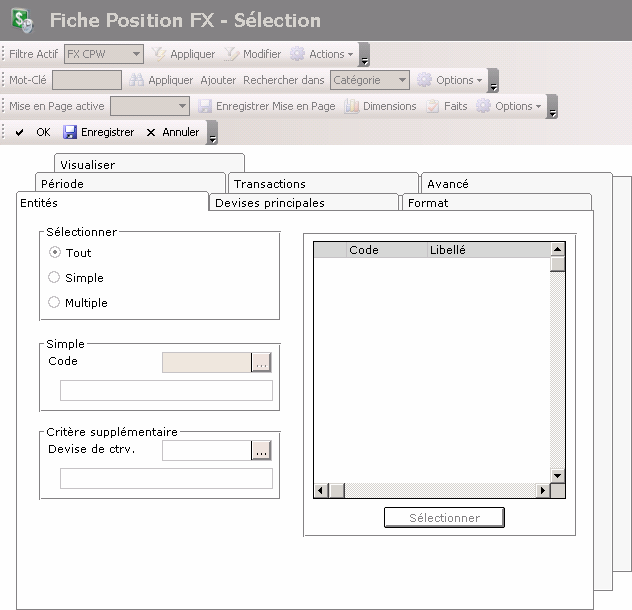 Fiche Position FX - Sélection
Filtre Actif FX CPW Appliquer Modifier Actions
Mot-Clé Appliquer Ajouter Rechercher dans Catégorie Options
Mise en Page active Enregistrer Mise en Page Dimensions Faits Options
OK Enregistrer Annuler
Visualiser
Période Transactions Avancé
Entités Devises principales Format
Sélectionner
Tout
Simple
Multiple
Simple
Code ...
Critère supplémentaire
Devise de ctrv. ...
Code Libellé
Sélectionner